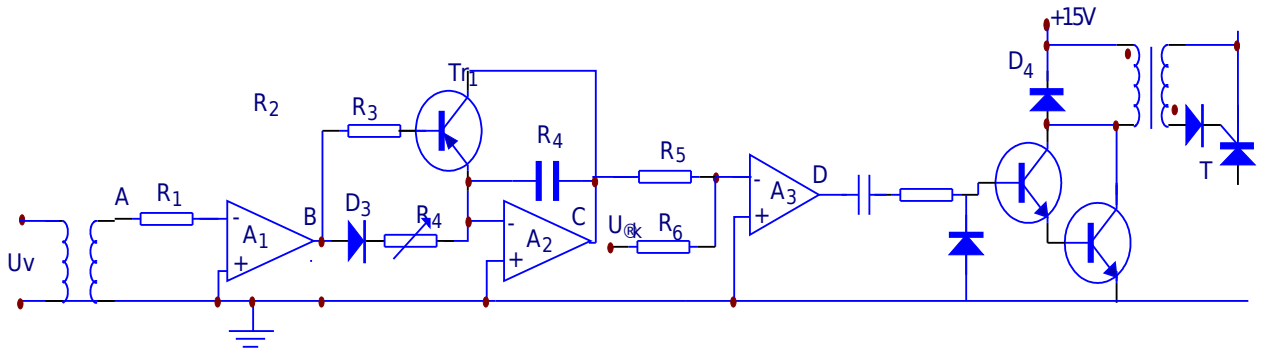 +15V
D4
Tr1
R2
R3
R4
R5
A
R1
D3
R4
B
A1
A2
C
U®k
R6
A3
D
T
Uv
-
+
-
+
-
+